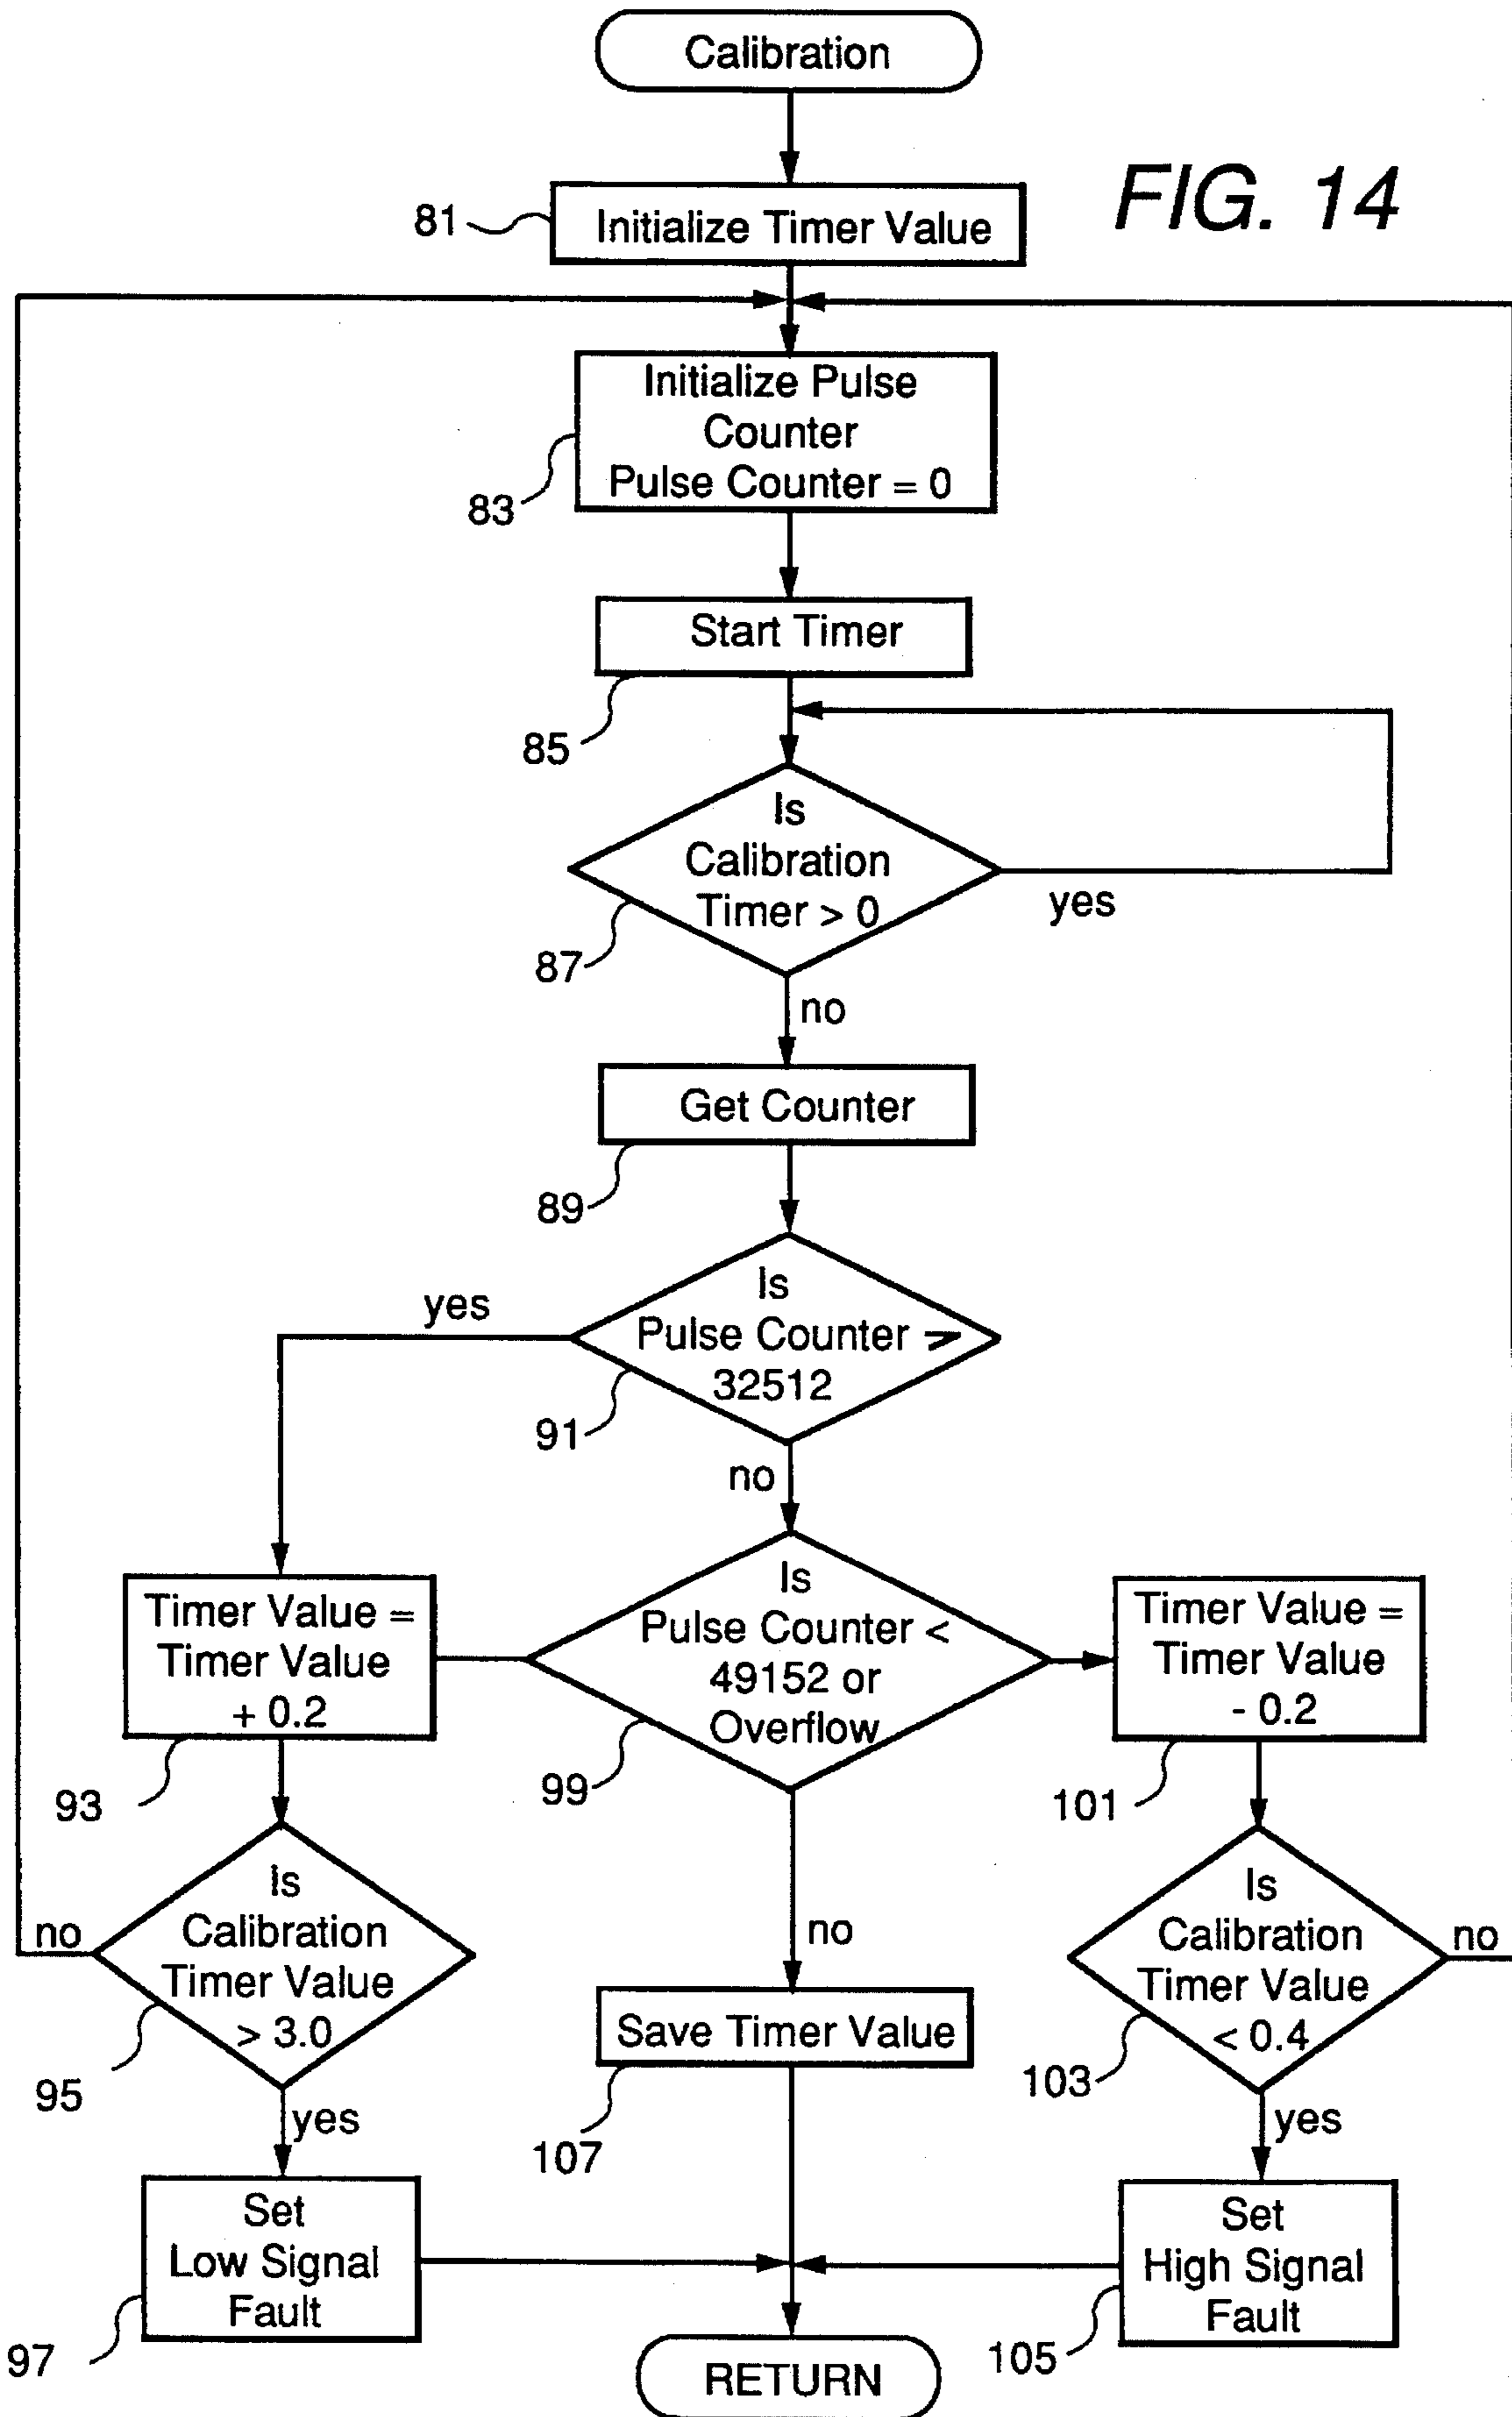 Calibration
FIG. 14
81
Initialize Timer Value
Initialize Pulse
Counter
Pulse Counter = 0
83
Start Timer
85
Is
Calibration
Timer > 0
yes
87
no
Get Counter
89
Is
Pulse Counter >
32512
yes
91
no
Timer Value =
Timer Value
+ 0.2
93
Is
Pulse Counter <
49152 or
Overflow
99
Timer Value =
Timer Value
- 0.2
101
no
Is
Calibration
Timer Value
> 3.0
95
yes
no
Save Timer Value
107
Is
Calibration
Timer Value
< 0.4
no
103
yes
Set
Low Signal
Fault
97
Set
High Signal
Fault
105
RETURN